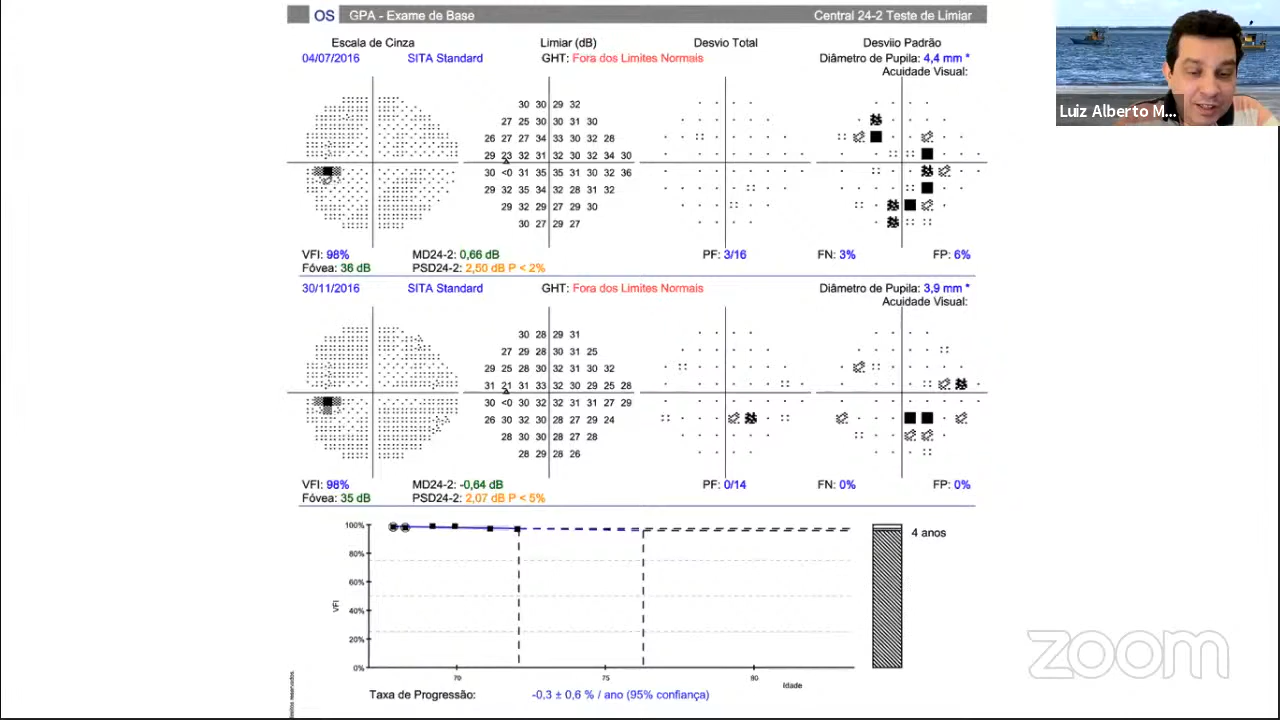 OS GPA - Exame de Base Central 24-2 Teste de Limiar
Escala de Cinza Limiar (dB) Desvio Total Desviio Padrão
04/07/2016 SITA Standard GHT: Fora dos Limites Normais Diâmetro de Pupila: 4,4 mm *
Acuidade Visual:
30 30 29 32
27 25 30 30 31 30
26 27 27 34 33 30 32 28
29 23 32 31 32 30 32 34 30
30 <0 31 35 35 31 30 32 36
29 32 35 34 32 28 31 32
29 32 29 27 29 30
30 27 29 27
VFI: 98% MD24-2: 0,66 dB PF: 3/16 FN: 3% FP: 6%
Fóvea: 36 dB PSD24-2: 2,50 dB P < 2%
30/11/2016 SITA Standard GHT: Fora dos Limites Normais Diâmetro de Pupila: 3,9 mm *
Acuidade Visual:
30 28 29 31
27 29 28 30 31 25
29 25 28 30 32 31 30 32
31 21 31 33 32 30 29 25 28
30 <0 30 32 32 31 31 27 29
26 30 32 30 28 27 29 24
28 30 30 28 27 28
28 29 28 26
VFI: 98% MD24-2: -0,64 dB PF: 0/14 FN: 0% FP: 0%
Fóvea: 35 dB PSD24-2: 2,07 dB P < 5%
100%
80%
60%
40%
20%
0%
VFI
70 75 80
Idade
4 anos
Taxa de Progressão: -0,3 ± 0,6 % / ano (95% confiança)
Luiz Alberto M...
zoom